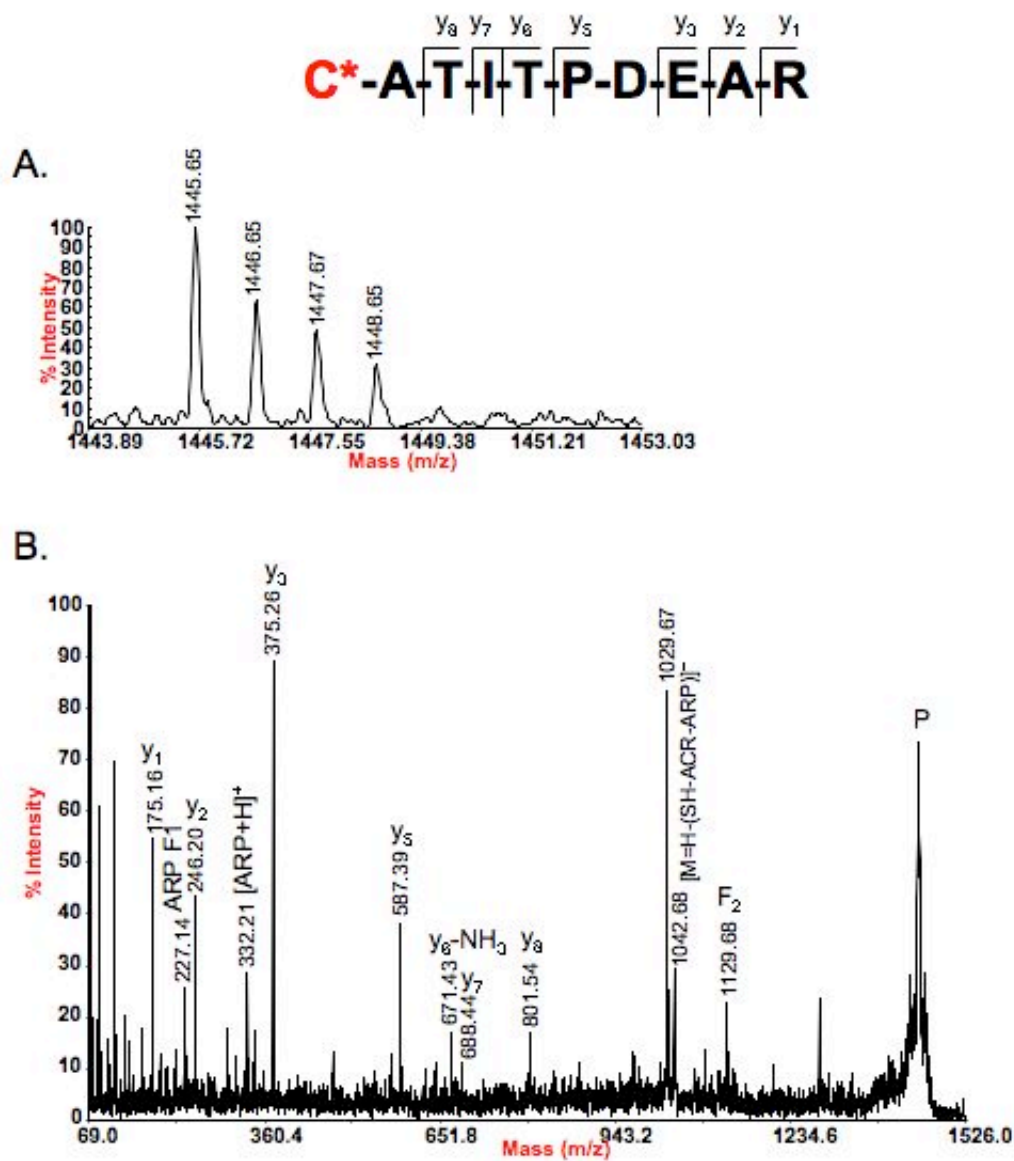 y₈ y₇ y₆ y₅ y₃ y₂ y₁
C*-A-T-I-T-P-D-E-A-R
A.
1445.65
1446.65
1447.67
1448.65
100
90
80
70
60
50
40
30
20
10
0
% Intensity
1443.89 1445.72 1447.55 1449.38 1451.21 1453.03
Mass (m/z)
B.
100
90
80
70
60
50
40
30
20
10
0
% Intensity
y₁
175.16
ARP F1
227.14
y₂
246.20
[ARP+H]⁺
332.21
y₃
375.26
y₅
587.39
y₆-NH₃
671.43
y₇
688.44
y₈
801.54
1029.67
[M=H-(SH-ACR-ARP)]⁻
1042.68
F₂
1129.68
P
69.0 360.4 651.8 943.2 1234.6 1526.0
Mass (m/z)